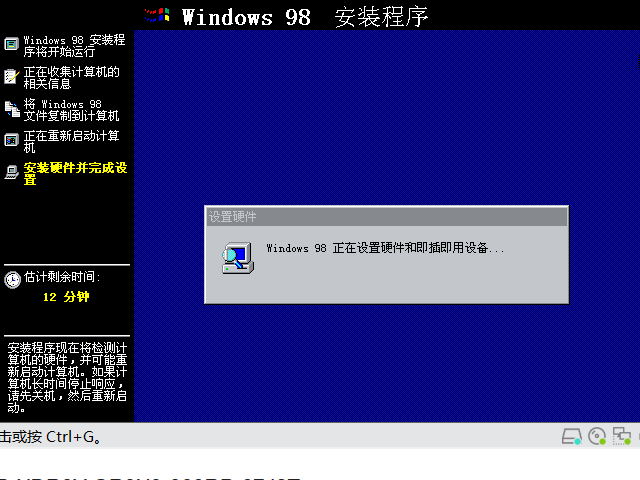 Windows 98 安装程序
Windows 98 安装程
序将开始运行
正在收集计算机的
相关信息
将 Windows 98
文件复制到计算机
正在重新启动计算
机
安装硬件并完成设
置
估计剩余时间:
12 分钟
安装程序现在将检测计
算机的硬件,并可能重
新启动计算机。如果计
算机长时间停止响应,
请先关机,然后重新启
动。
设置硬件
Windows 98 正在设置硬件和即插即用设备...
击或按 Ctrl+G。